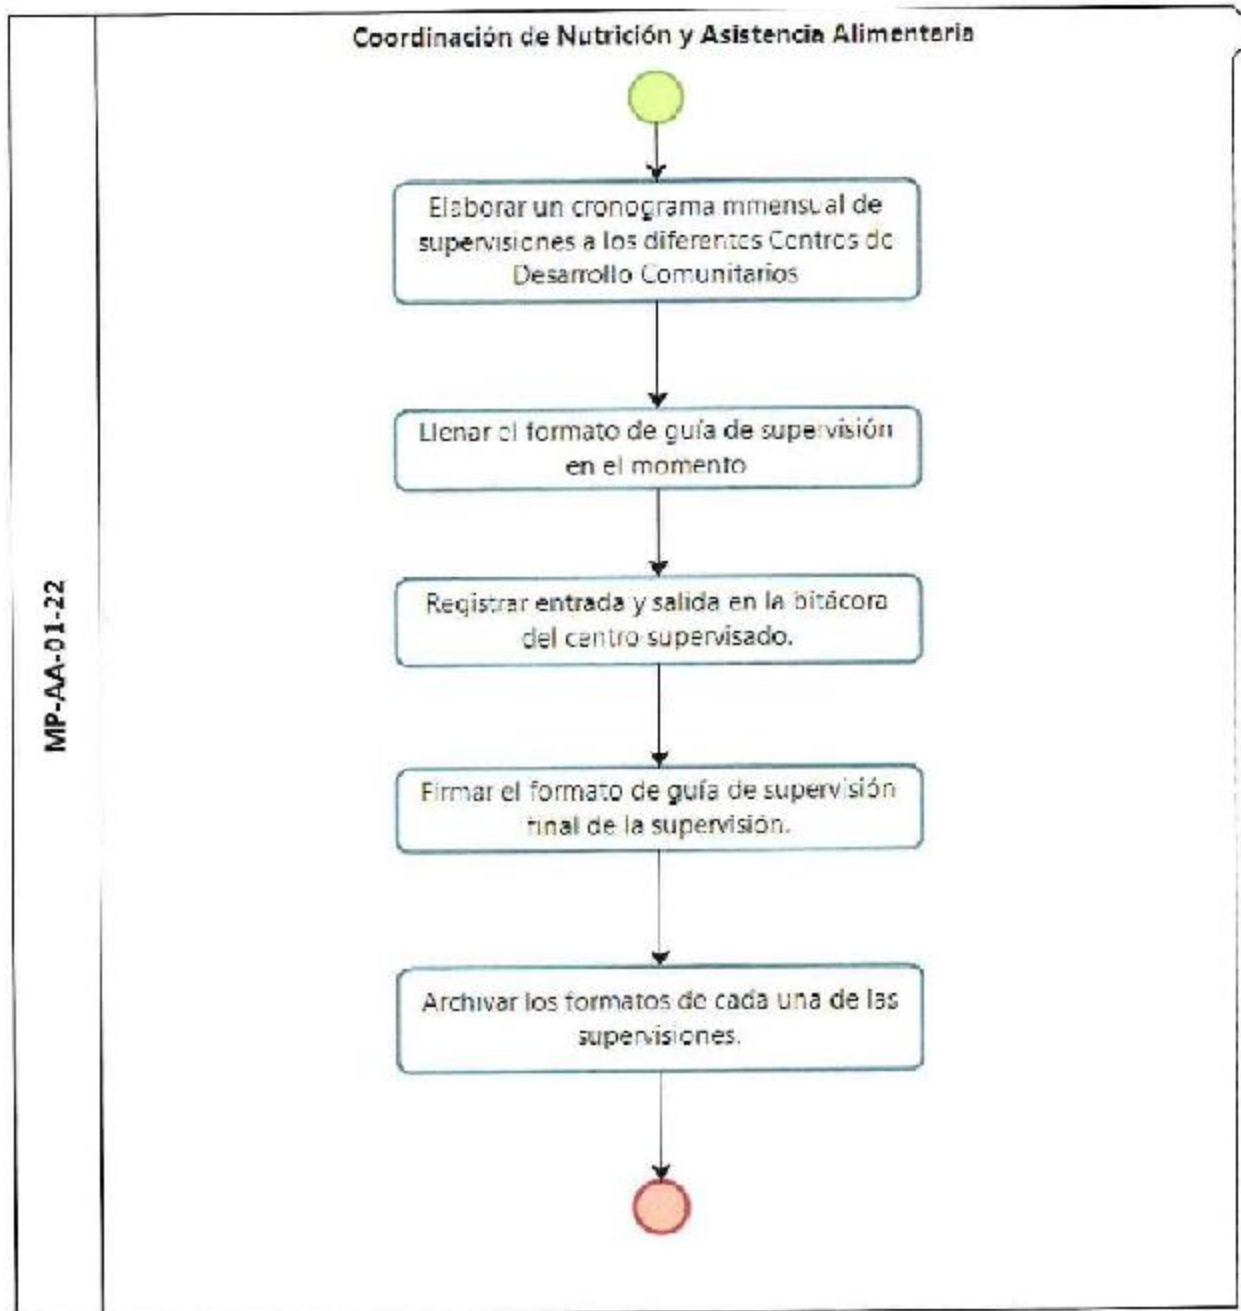 Coordinación de Nutrición y Asistencia Alimentaria
Elaborar un cronograma mmensual de
supervisiones a los diferentes Centros de
Desarrollo Comunitarios
Llenar el formato de guía de supervisión
en el momento
Registrar entrada y salida en la bitácora
del centro supervisado.
Firmar el formato de guía de supervisión
final de la supervisión.
Archivar los formatos de cada una de las
supervisiones.
MP-AA-01-22